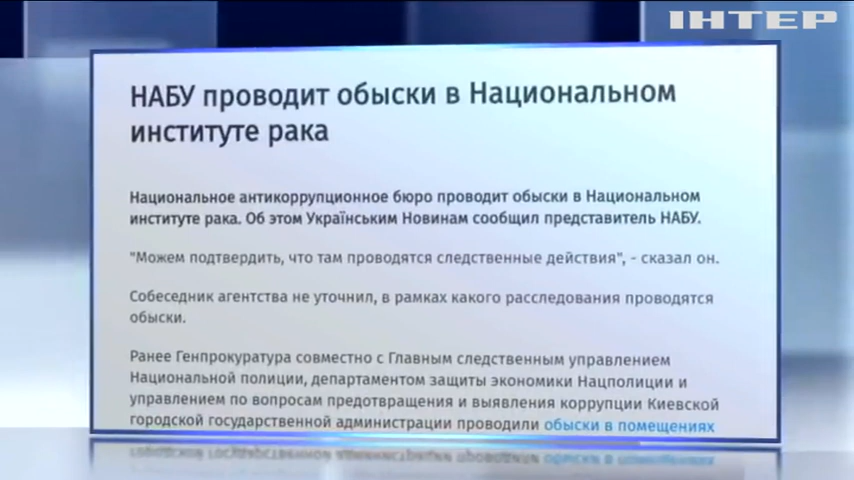 ІНТЕР
НАБУ проводит обыски в Национальном
институте рака
Национальное антикоррупционное бюро проводит обыски в Национальном
институте рака. Об этом Українським Новинам сообщил представитель НАБУ.
"Можем подтвердить, что там проводятся следственные действия", - сказал он.
Собеседник агентства не уточнил, в рамках какого расследования проводятся
обыски.
Ранее Генпрокуратура совместно с Главным следственным управлением
Национальной полиции, департаментом защиты экономики Нацполиции и
управлением по вопросам предотвращения и выявления коррупции Киевской
городской государственной администрации проводили обыски в помещениях